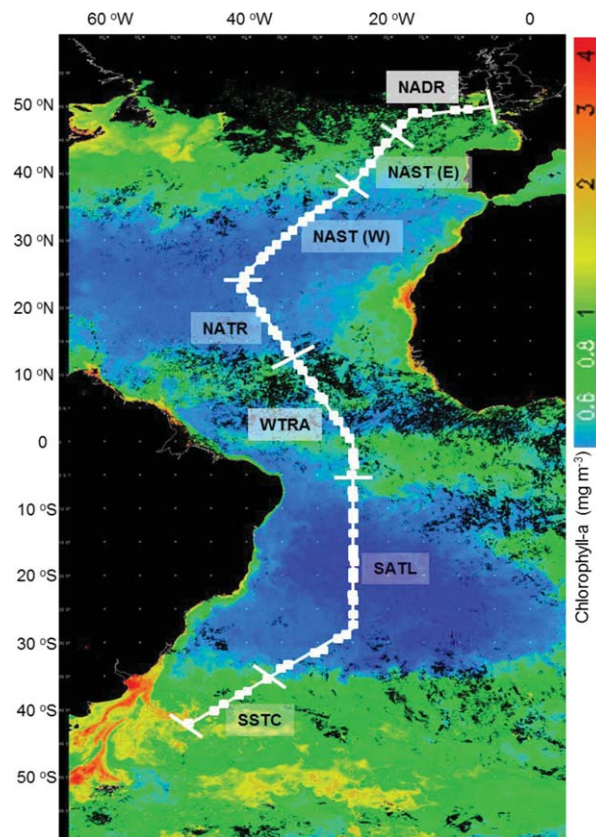 60 °W 40 °W 20 °W 0
50 °N
40 °N
30 °N
20 °N
10 °N
0
10 °S
20 °S
30 °S
40 °S
50 °S
NADR
NAST (E)
NAST (W)
NATR
WTRA
SATL
SSTC
4
3
2
1
0.8
0.6
Chlorophyll-a (mg m-3)